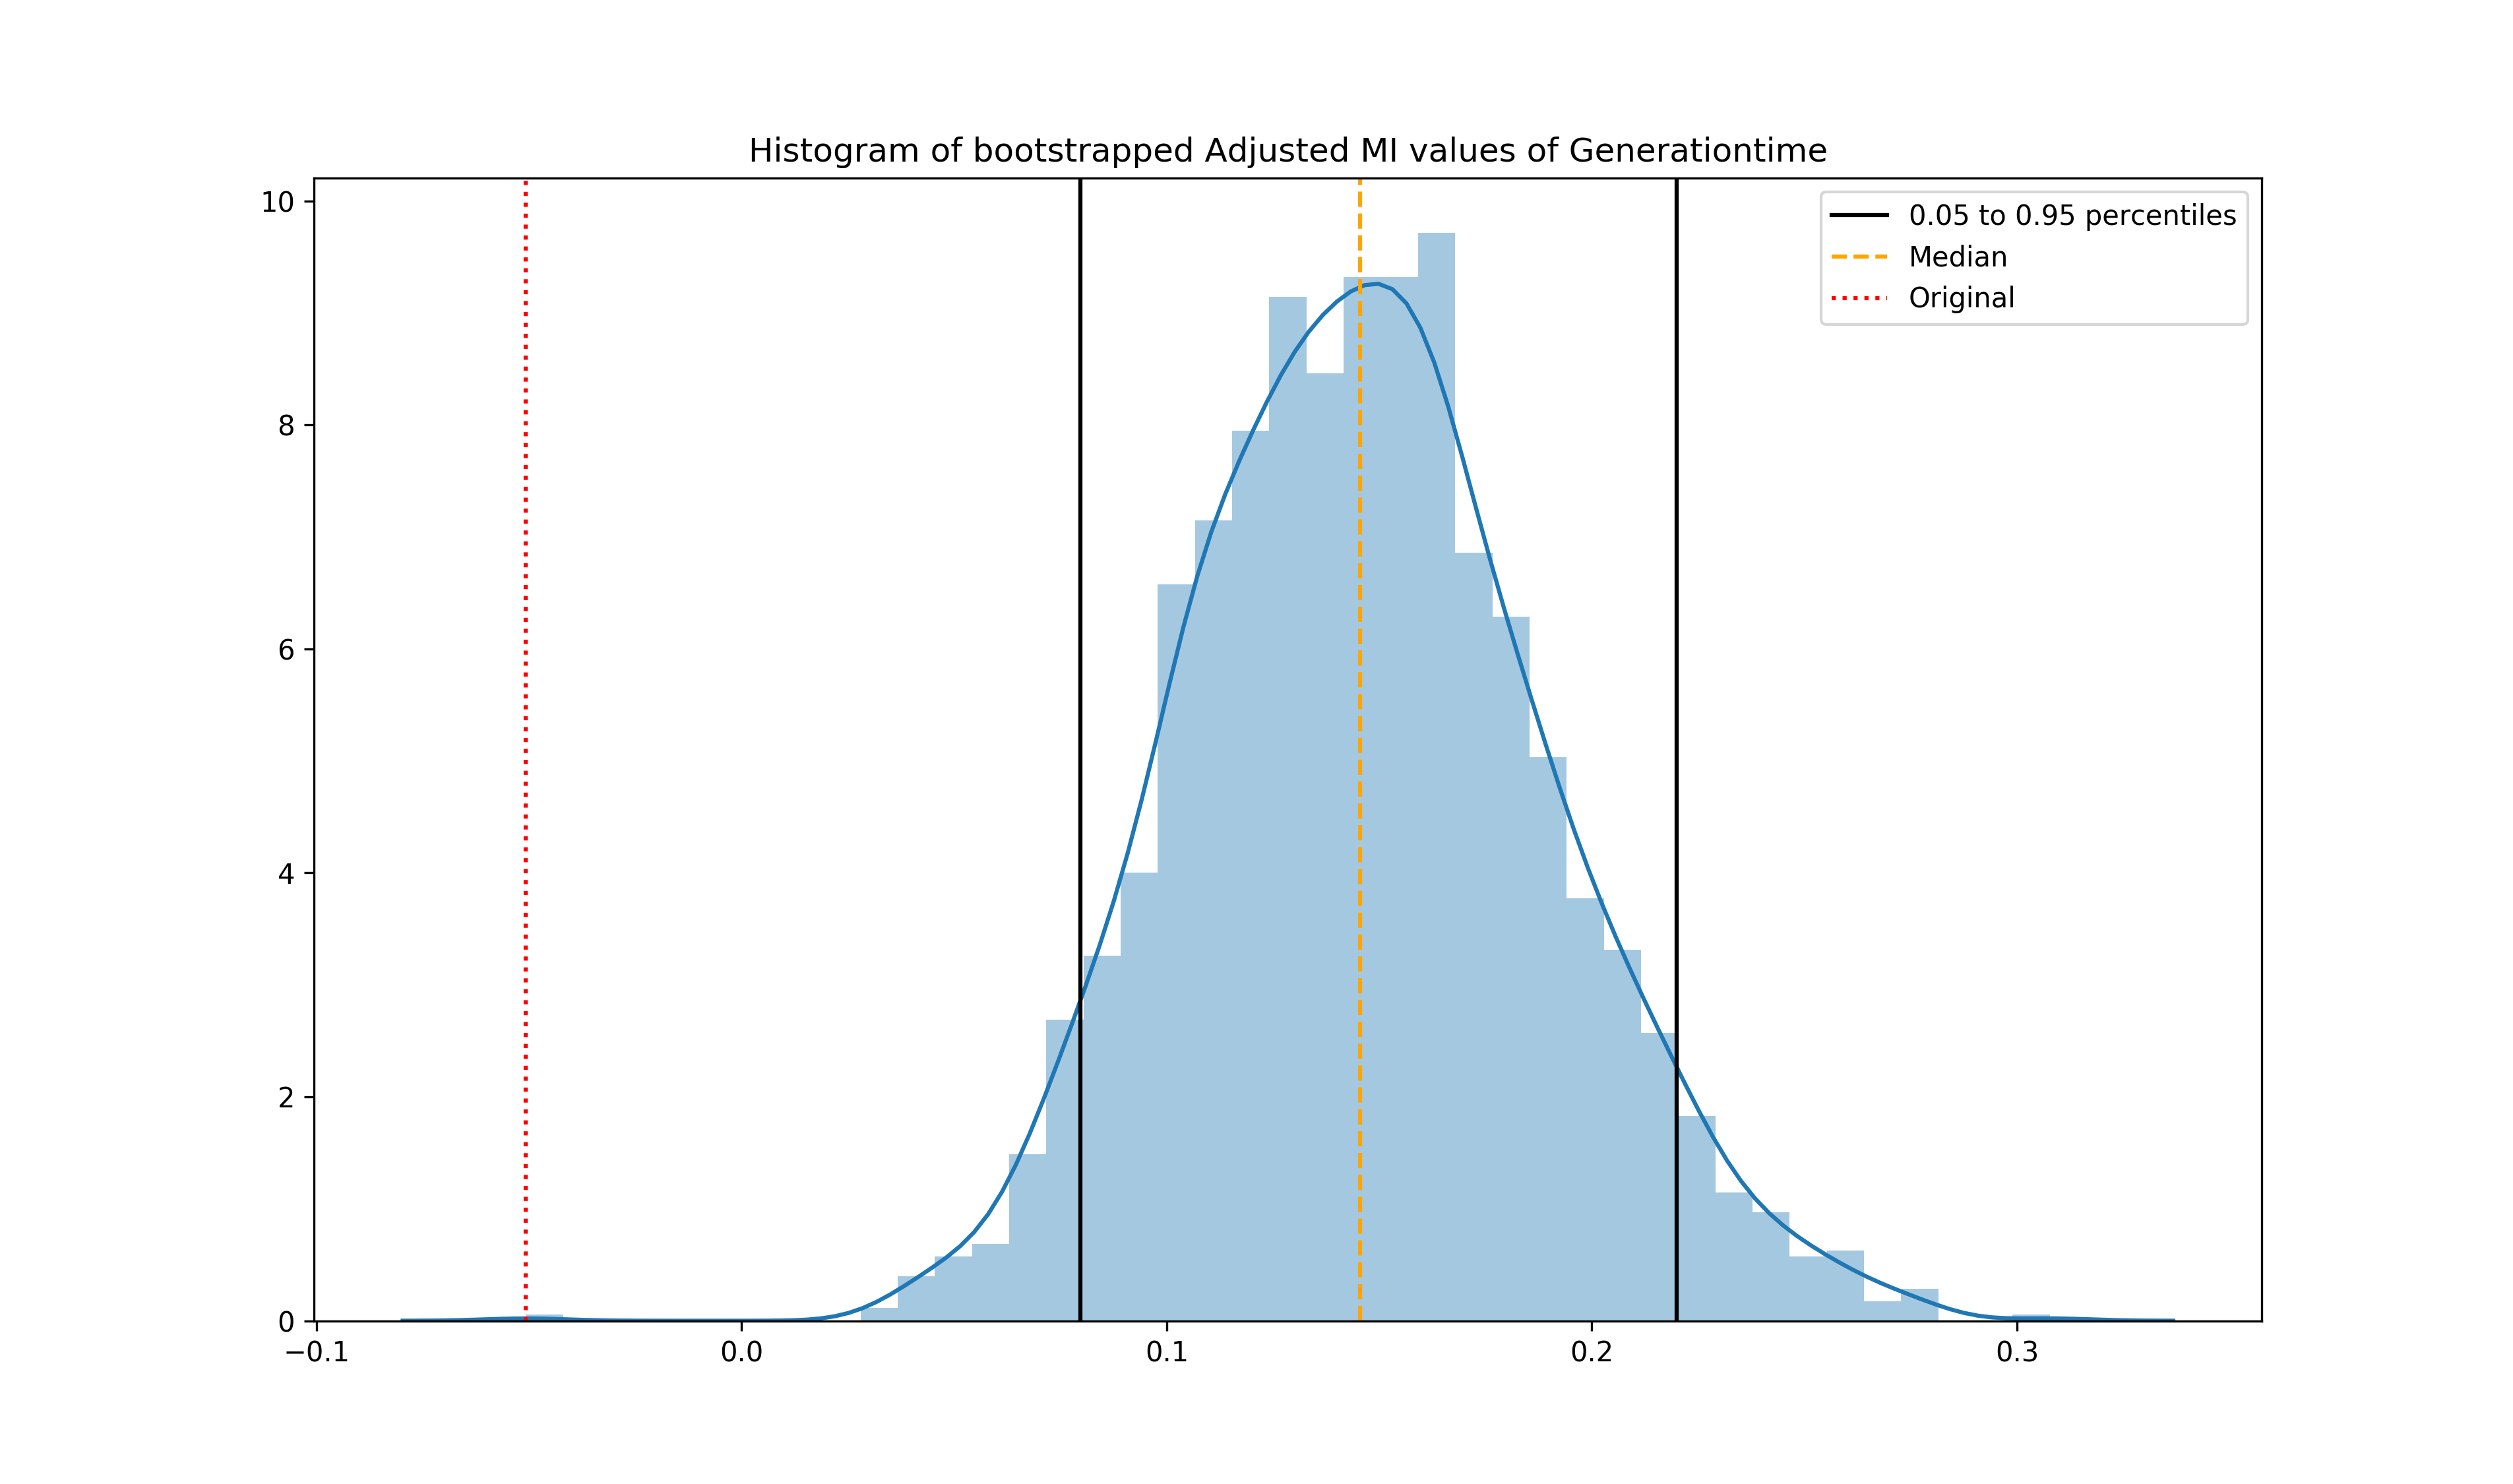 Histogram of bootstrapped Adjusted MI values of Generationtime
10
8
6
4
2
0
0.05 to 0.95 percentiles
Median
Original
−0.1 0.0 0.1 0.2 0.3